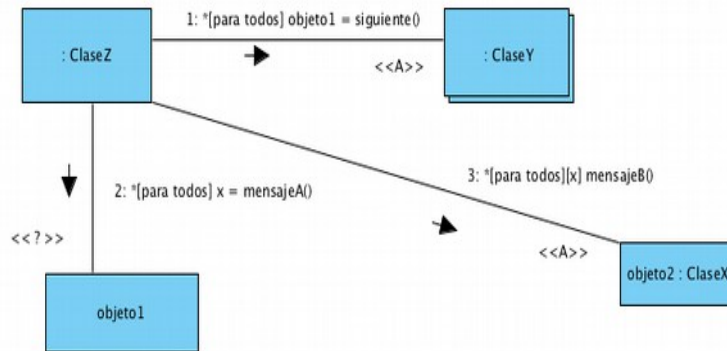 1: *[para todos] objeto1 = siguiente()
: ClaseZ
: ClaseY
<<A>>
3: *[para todos][x] mensajeB()
2: *[para todos] x = mensajeA()
<<?>>
<<A>>
objeto2 : ClaseX
objeto1